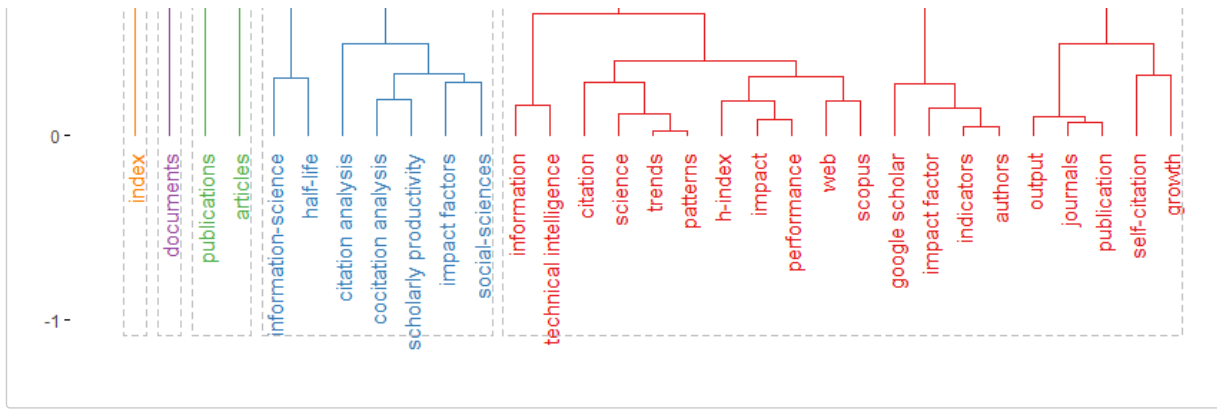 0
-1
index
documents
publications
articles
information-science
half-life
citation analysis
cocitation analysis
scholarly productivity
impact factors
social-sciences
information
technical intelligence
citation
science
trends
patterns
h-index
impact
performance
web
scopus
google scholar
impact factor
indicators
authors
output
journals
publication
self-citation
growth